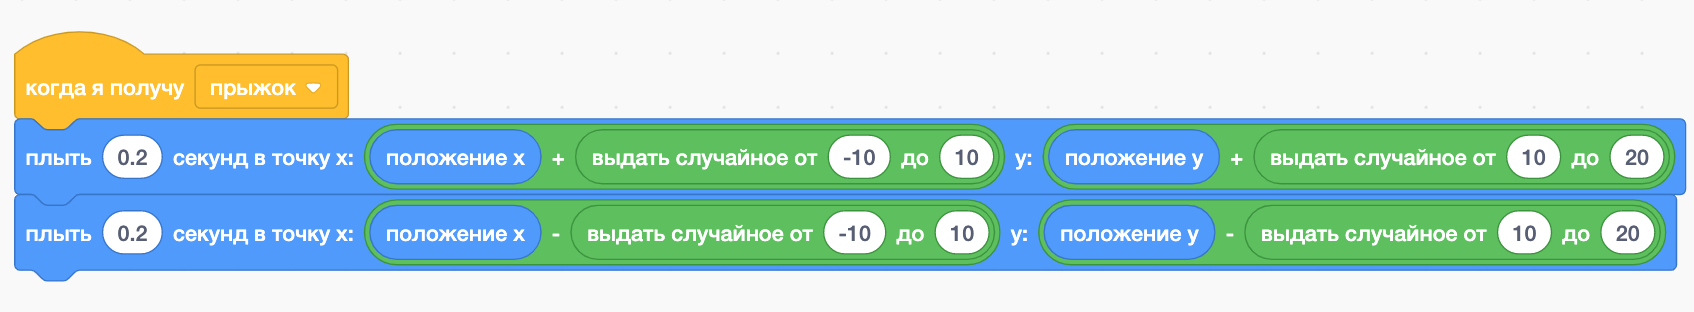 когда я получу прыжок
плыть 0.2 секунд в точку x: положение x + выдать случайное от -10 до 10 y: положение y + выдать случайное от 10 до 20
плыть 0.2 секунд в точку x: положение x - выдать случайное от -10 до 10 y: положение y - выдать случайное от 10 до 20